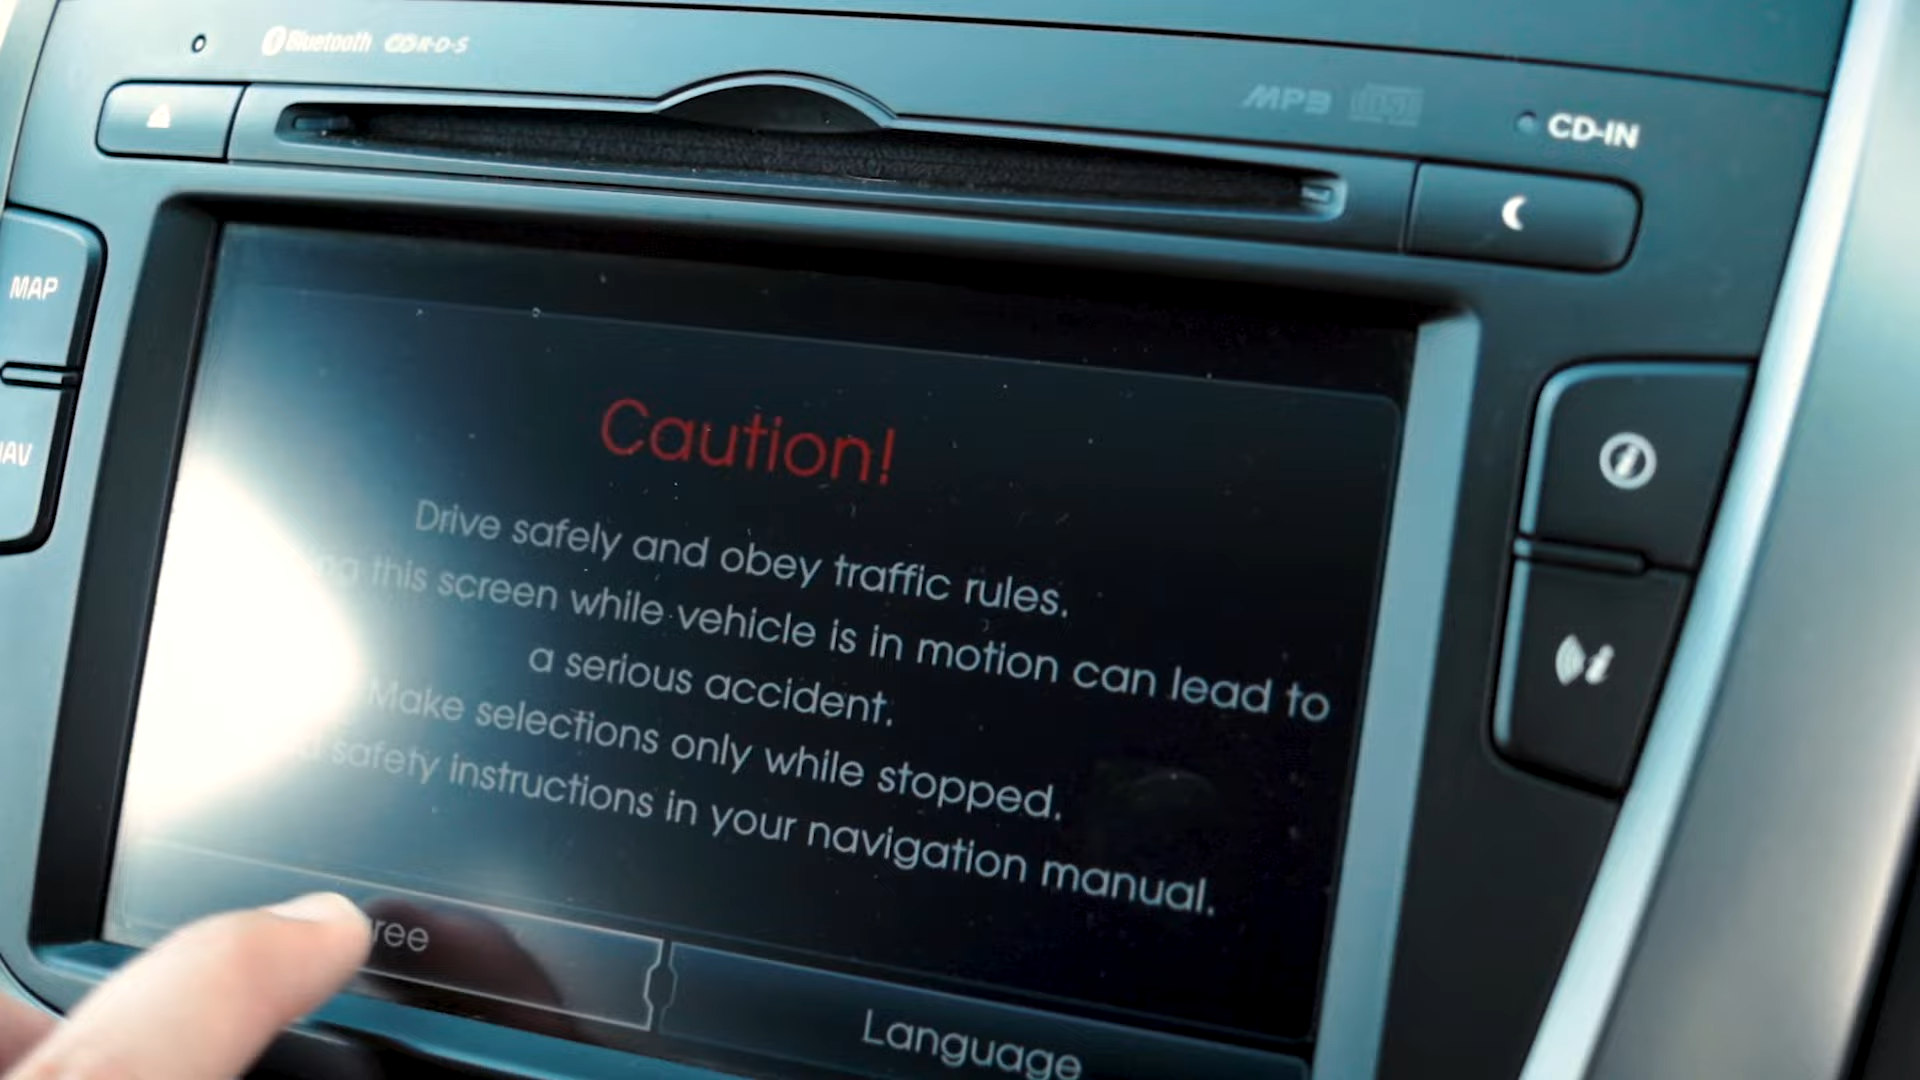 Bluetooth R·D·S
MP3
CD-IN
MAP
Caution!
Drive safely and obey traffic rules.
this screen while vehicle is in motion can lead to
a serious accident.
Make selections only while stopped.
safety instructions in your navigation manual.
Language